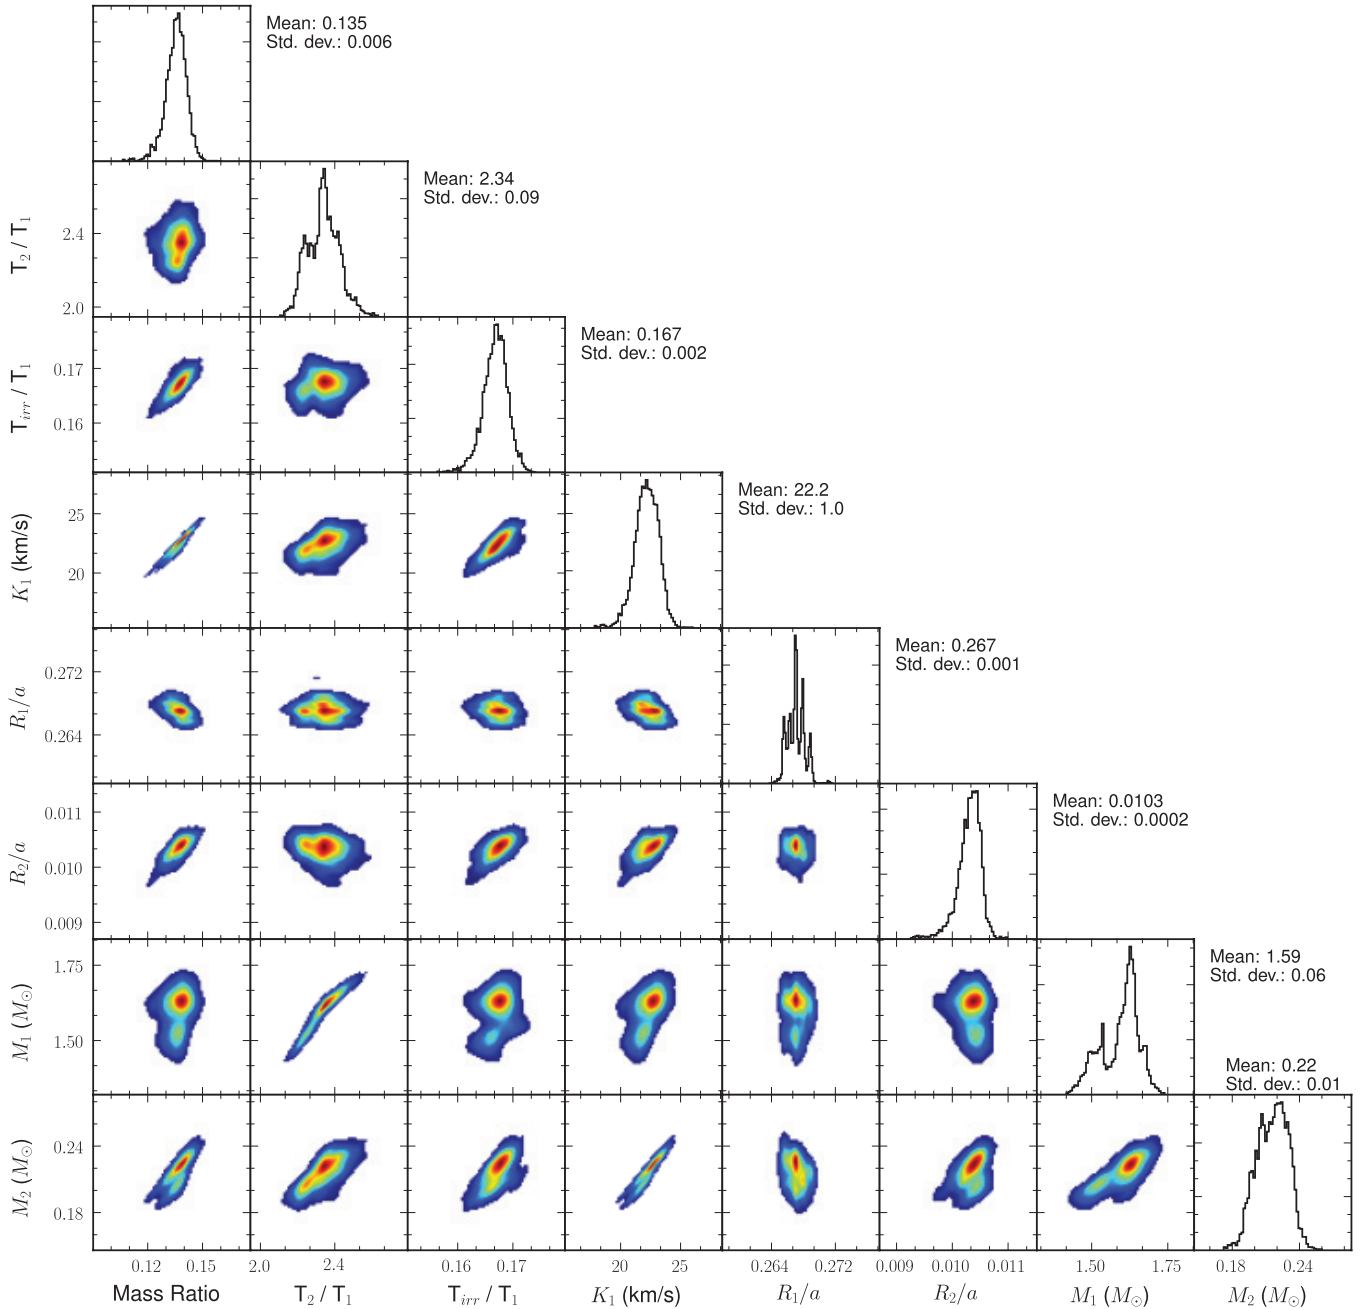 Mean: 0.135
Std. dev.: 0.006
Mean: 2.34
Std. dev.: 0.09
T₂ / T₁
2.4
2.0
Mean: 0.167
Std. dev.: 0.002
T_irr / T₁
0.17
0.16
Mean: 22.2
Std. dev.: 1.0
K₁ (km/s)
25
20
Mean: 0.267
Std. dev.: 0.001
R₁/a
0.272
0.264
Mean: 0.0103
Std. dev.: 0.0002
R₂/a
0.011
0.010
0.009
Mean: 1.59
Std. dev.: 0.06
M₁ (M⊙)
1.75
1.50
Mean: 0.22
Std. dev.: 0.01
M₂ (M⊙)
0.24
0.18
0.12 0.15 2.0 2.4 0.16 0.17 20 25 0.264 0.272 0.009 0.010 0.011 1.50 1.75 0.18 0.24
Mass Ratio T₂ / T₁ T_irr / T₁ K₁ (km/s) R₁/a R₂/a M₁ (M⊙) M₂ (M⊙)